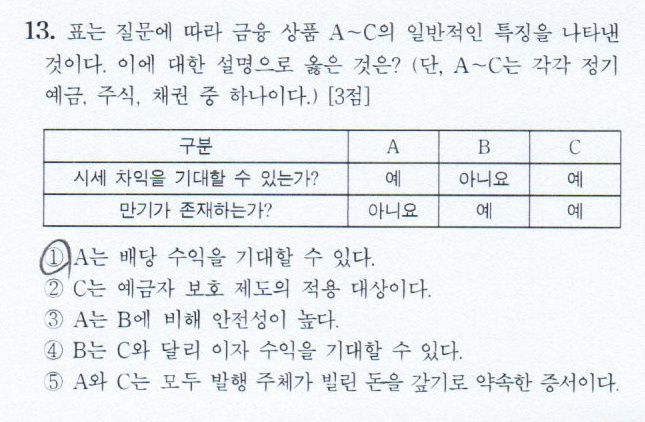 13. 표는 질문에 따라 금융 상품 A~C의 일반적인 특징을 나타낸
것이다. 이에 대한 설명으로 옳은 것은? (단, A~C는 각각 정기
예금, 주식, 채권 중 하나이다.) [3점]
구분 A B C
시세 차익을 기대할 수 있는가? 예 아니요 예
만기가 존재하는가? 아니요 예 예
① A는 배당 수익을 기대할 수 있다.
② C는 예금자 보호 제도의 적용 대상이다.
③ A는 B에 비해 안전성이 높다.
④ B는 C와 달리 이자 수익을 기대할 수 있다.
⑤ A와 C는 모두 발행 주체가 빌린 돈을 갚기로 약속한 증서이다.